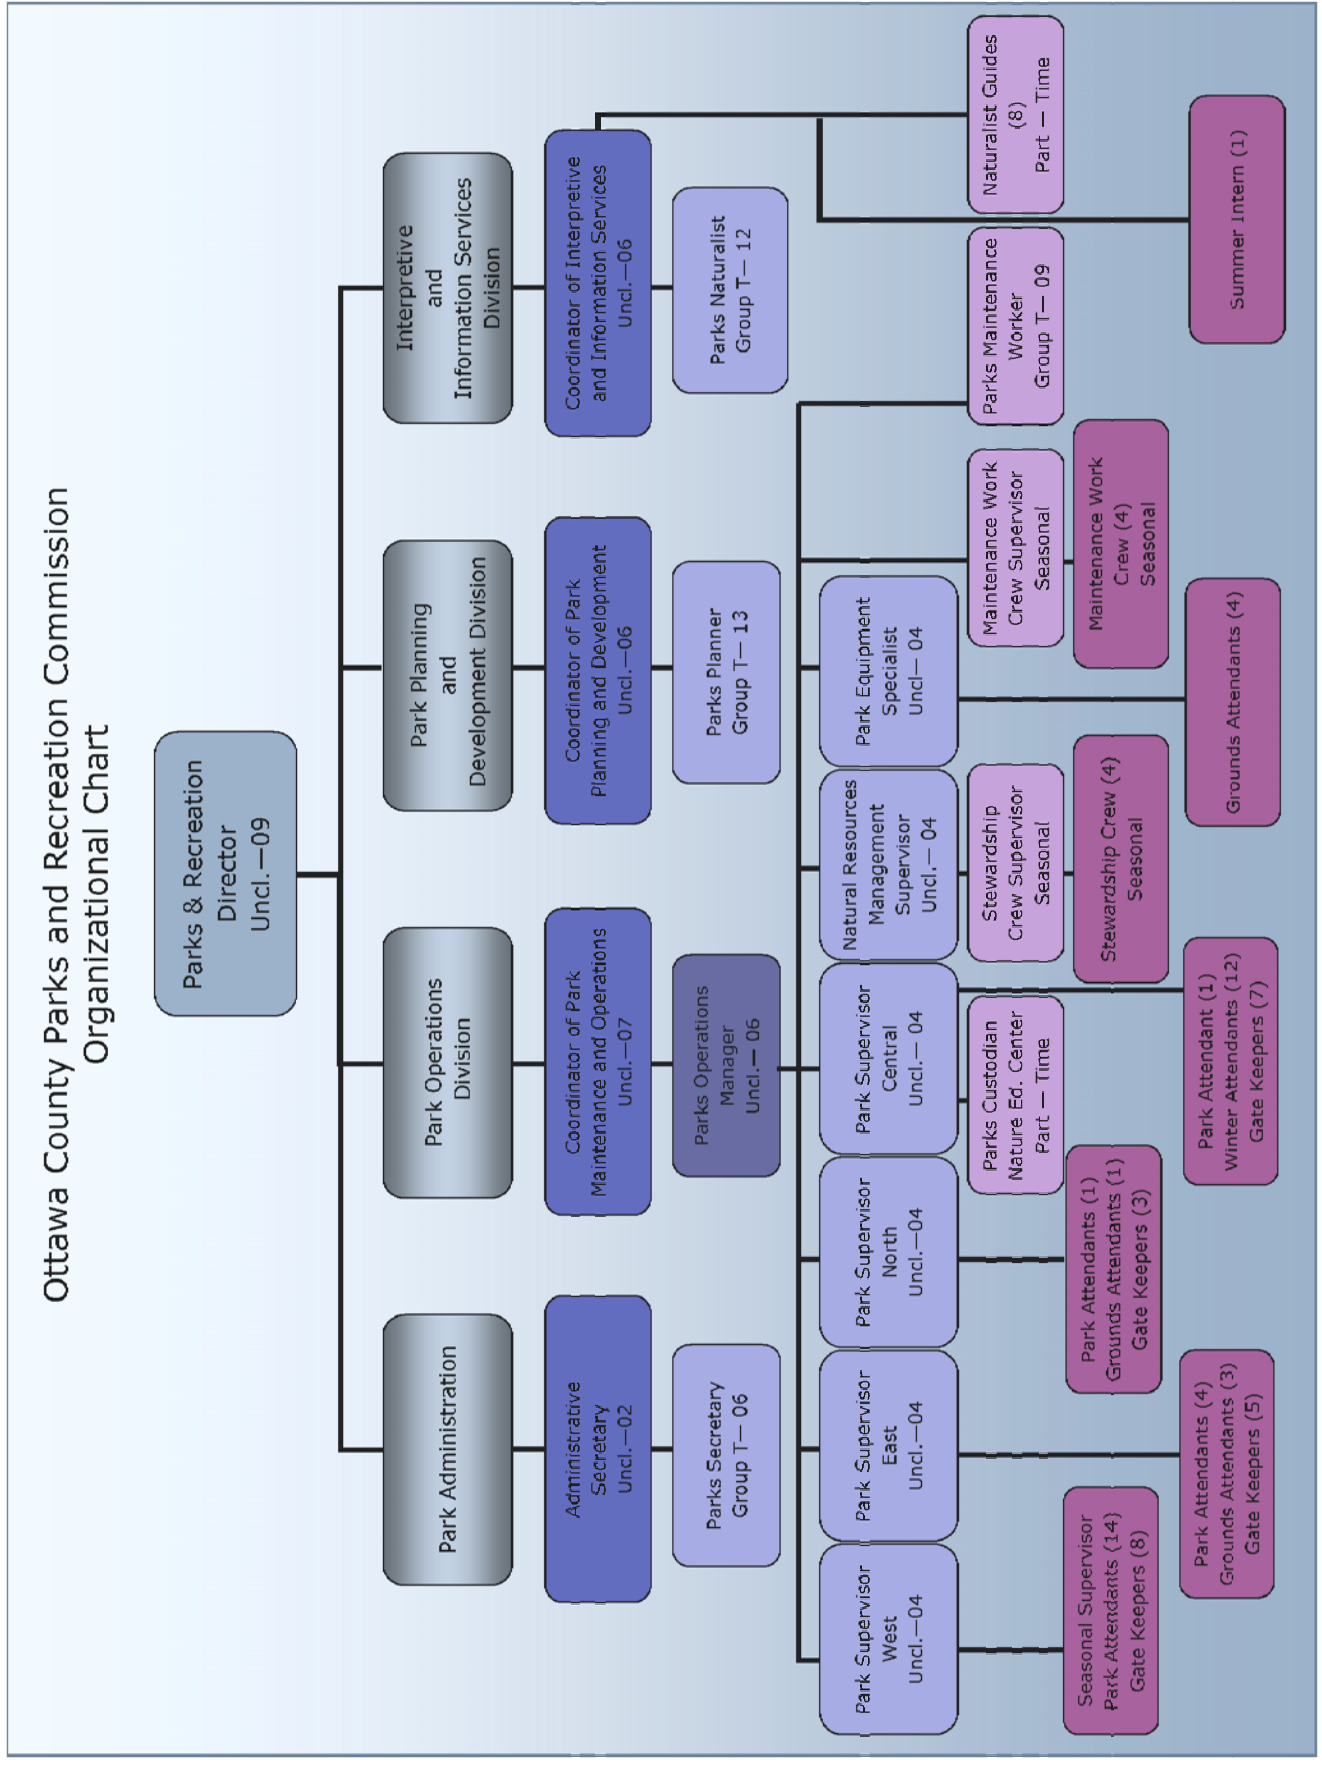 Ottawa County Parks and Recreation Commission
Organizational Chart
Parks & Recreation
Director
Uncl.—09
Park Administration
Park Operations
Division
Park Planning
and
Development Division
Interpretive
and
Information Services
Division
Administrative
Secretary
Uncl.—02
Coordinator of Park
Maintenance and Operations
Uncl.—07
Coordinator of Park
Planning and Development
Uncl.—06
Coordinator of Interpretive
and Information Services
Uncl.—06
Parks Secretary
Group T— 06
Parks Operations
Manager
Uncl.— 06
Parks Planner
Group T— 13
Parks Naturalist
Group T— 12
Park Supervisor
West
Uncl.—04
Park Supervisor
East
Uncl.—04
Park Supervisor
North
Uncl.—04
Park Supervisor
Central
Uncl.— 04
Natural Resources
Management
Supervisor
Uncl.— 04
Park Equipment
Specialist
Uncl— 04
Parks Custodian
Nature Ed. Center
Part — Time
Stewardship
Crew Supervisor
Seasonal
Maintenance Work
Crew Supervisor
Seasonal
Parks Maintenance
Worker
Group T— 09
Naturalist Guides
(8)
Part — Time
Seasonal Supervisor
Park Attendants (14)
Gate Keepers (8)
Park Attendants (1)
Grounds Attendants (1)
Gate Keepers (3)
Stewardship Crew (4)
Seasonal
Maintenance Work
Crew (4)
Seasonal
Park Attendants (4)
Grounds Attendants (3)
Gate Keepers (5)
Park Attendant (1)
Winter Attendants (12)
Gate Keepers (7)
Grounds Attendants (4)
Summer Intern (1)